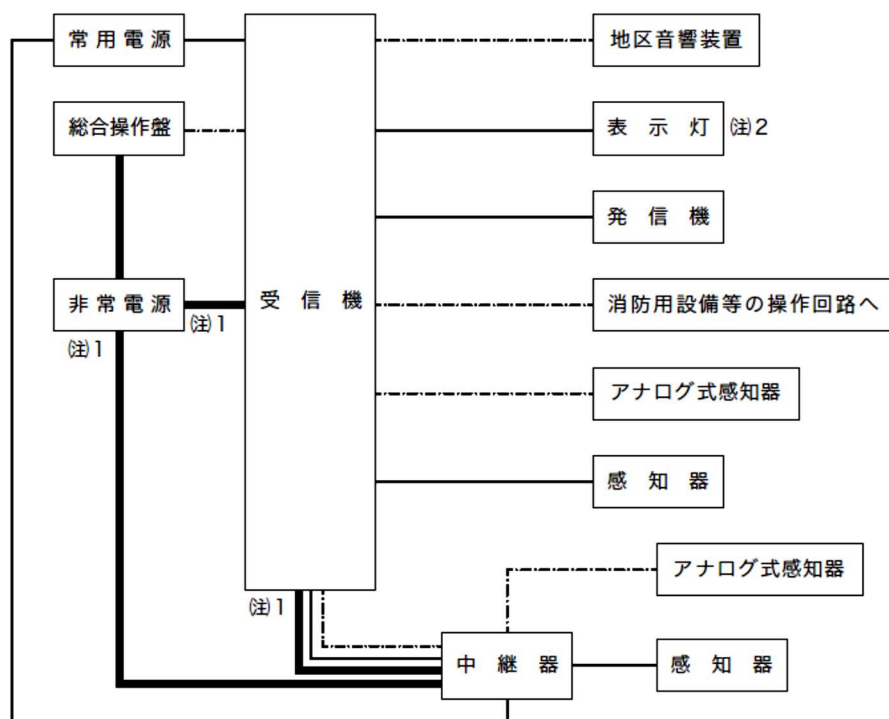 常用電源
地区音響装置
総合操作盤
表示灯
㊟2
発信機
非常電源
受信機
消防用設備等の操作回路へ
㊟1
㊟1
アナログ式感知器
感知器
アナログ式感知器
㊟1
中継器
感知器